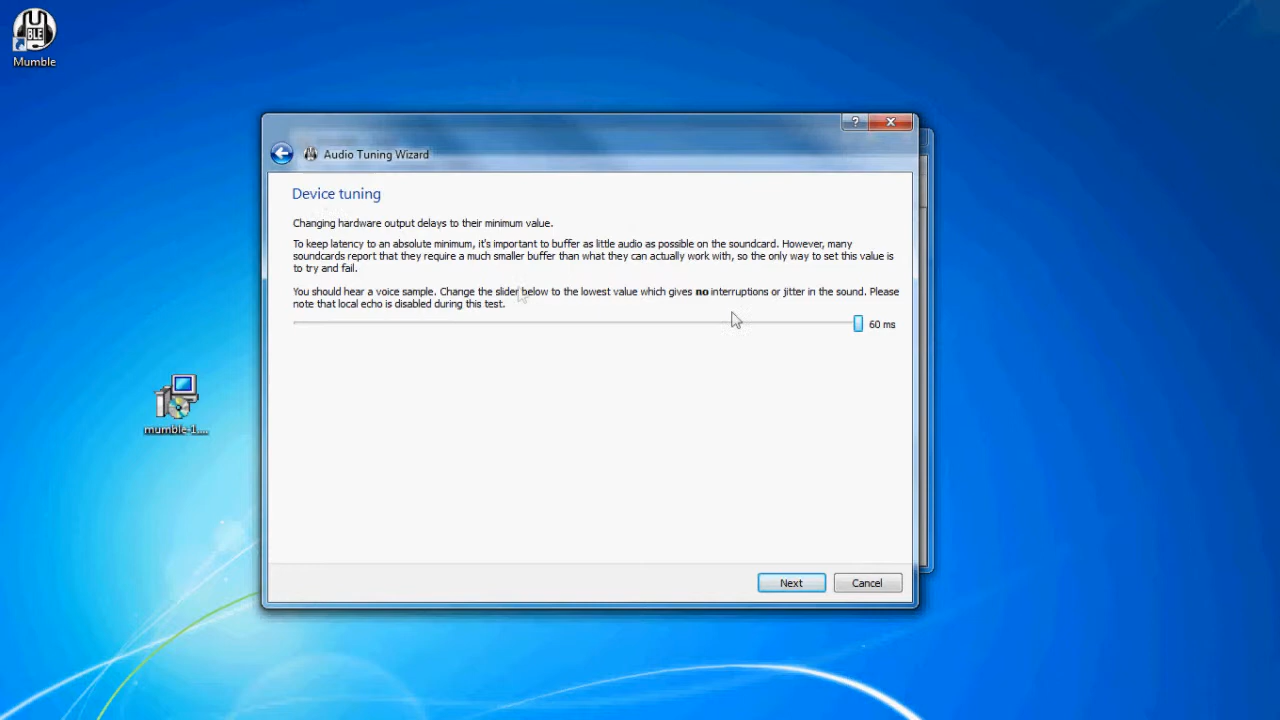 BLE
Mumble
?
Audio Tuning Wizard
Device tuning
Changing hardware output delays to their minimum value.
To keep latency to an absolute minimum, it's important to buffer as little audio as possible on the soundcard. However, many
soundcards report that they require a much smaller buffer than what they can actually work with, so the only way to set this value is
to try and fail.
You should hear a voice sample. Change the slider below to the lowest value which gives no interruptions or jitter in the sound. Please
note that local echo is disabled during this test.
60 ms
mumble-1....
Next
Cancel